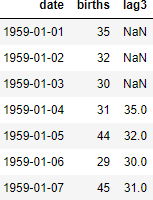 date births lag3
1959-01-01 35 NaN
1959-01-02 32 NaN
1959-01-03 30 NaN
1959-01-04 31 35.0
1959-01-05 44 32.0
1959-01-06 29 30.0
1959-01-07 45 31.0